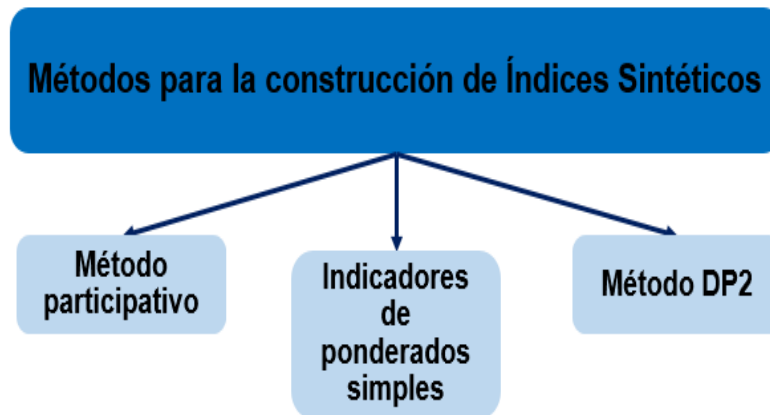 Métodos para la construcción de Índices Sintéticos
Método
participativo
Indicadores
de
ponderados
simples
Método DP2